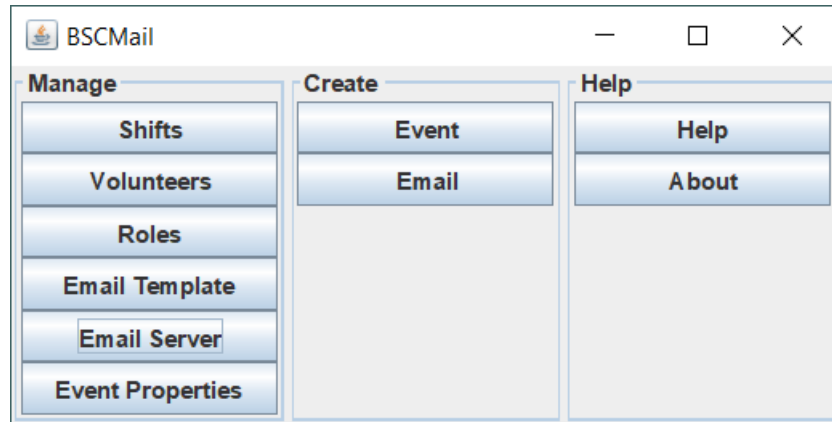 BSCMail
Manage
Shifts
Volunteers
Roles
Email Template
Email Server
Event Properties
Create
Event
Email
Help
Help
About